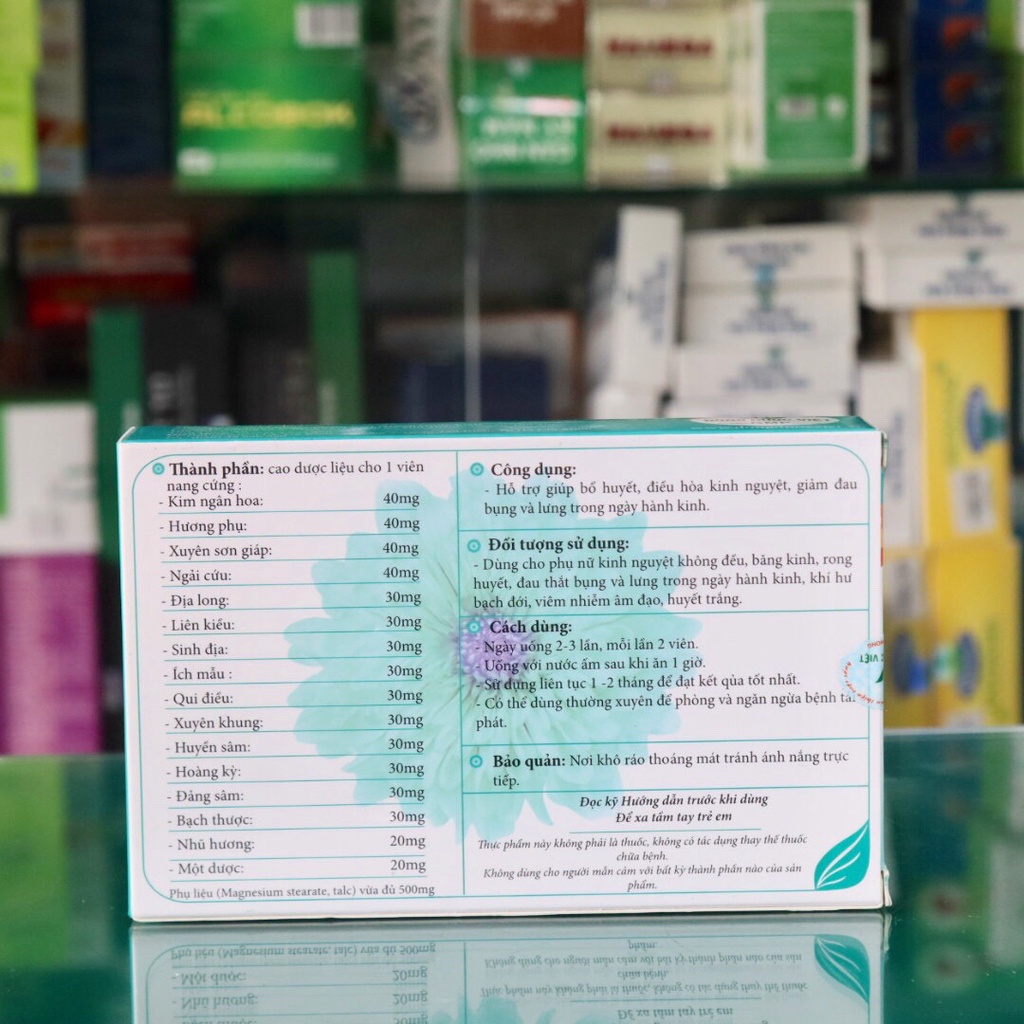 Thành phần: cao dược liệu cho 1 viên
nang cứng :
- Kim ngân hoa: 40mg
- Hương phụ: 40mg
- Xuyên sơn giáp: 40mg
- Ngải cứu: 40mg
- Địa long: 30mg
- Liên kiều: 30mg
- Sinh địa: 30mg
- Ích mẫu : 30mg
- Qui điều: 30mg
- Xuyên khung: 30mg
- Huyền sâm: 30mg
- Hoàng kỳ: 30mg
- Đảng sâm: 30mg
- Bạch thược: 30mg
- Nhũ hương: 20mg
- Một dược: 20mg
Phụ liệu (Magnesium stearate, talc) vừa đủ 500mg
Công dụng:
- Hỗ trợ giúp bổ huyết, điều hòa kinh nguyệt, giảm đau
bụng và lưng trong ngày hành kinh.
Đối tượng sử dụng:
- Dùng cho phụ nữ kinh nguyệt không đều, băng kinh, rong
huyết, đau thắt bụng và lưng trong ngày hành kinh, khí hư
bạch đới, viêm nhiễm âm đạo, huyết trắng.
Cách dùng:
- Ngày uống 2-3 lần, mỗi lần 2 viên.
- Uống với nước ấm sau khi ăn 1 giờ.
- Sử dụng liên tục 1 -2 tháng để đạt kết qủa tốt nhất.
- Có thể dùng thường xuyên để phòng và ngăn ngừa bệnh tái
phát.
Bảo quản: Nơi khô ráo thoáng mát tránh ánh nắng trực
tiếp.
Đọc kỹ Hướng dẫn trước khi dùng
Để xa tầm tay trẻ em
Thực phẩm này không phải là thuốc, không có tác dụng thay thế thuốc
chữa bệnh.
Không dùng cho người mẫn cảm với bất kỳ thành phần nào của sản
phẩm.